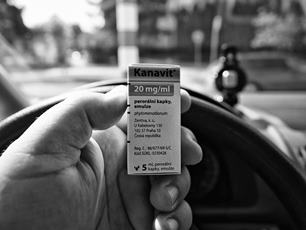 Kanavit®
20 mg/ml
perorální kapky,
emulze
phytomenadionum
Zentiva, k. s.
U Kabelovny 130
102 37 Praha 10
Česká republika
5 ml, perorální
kapky, emulze